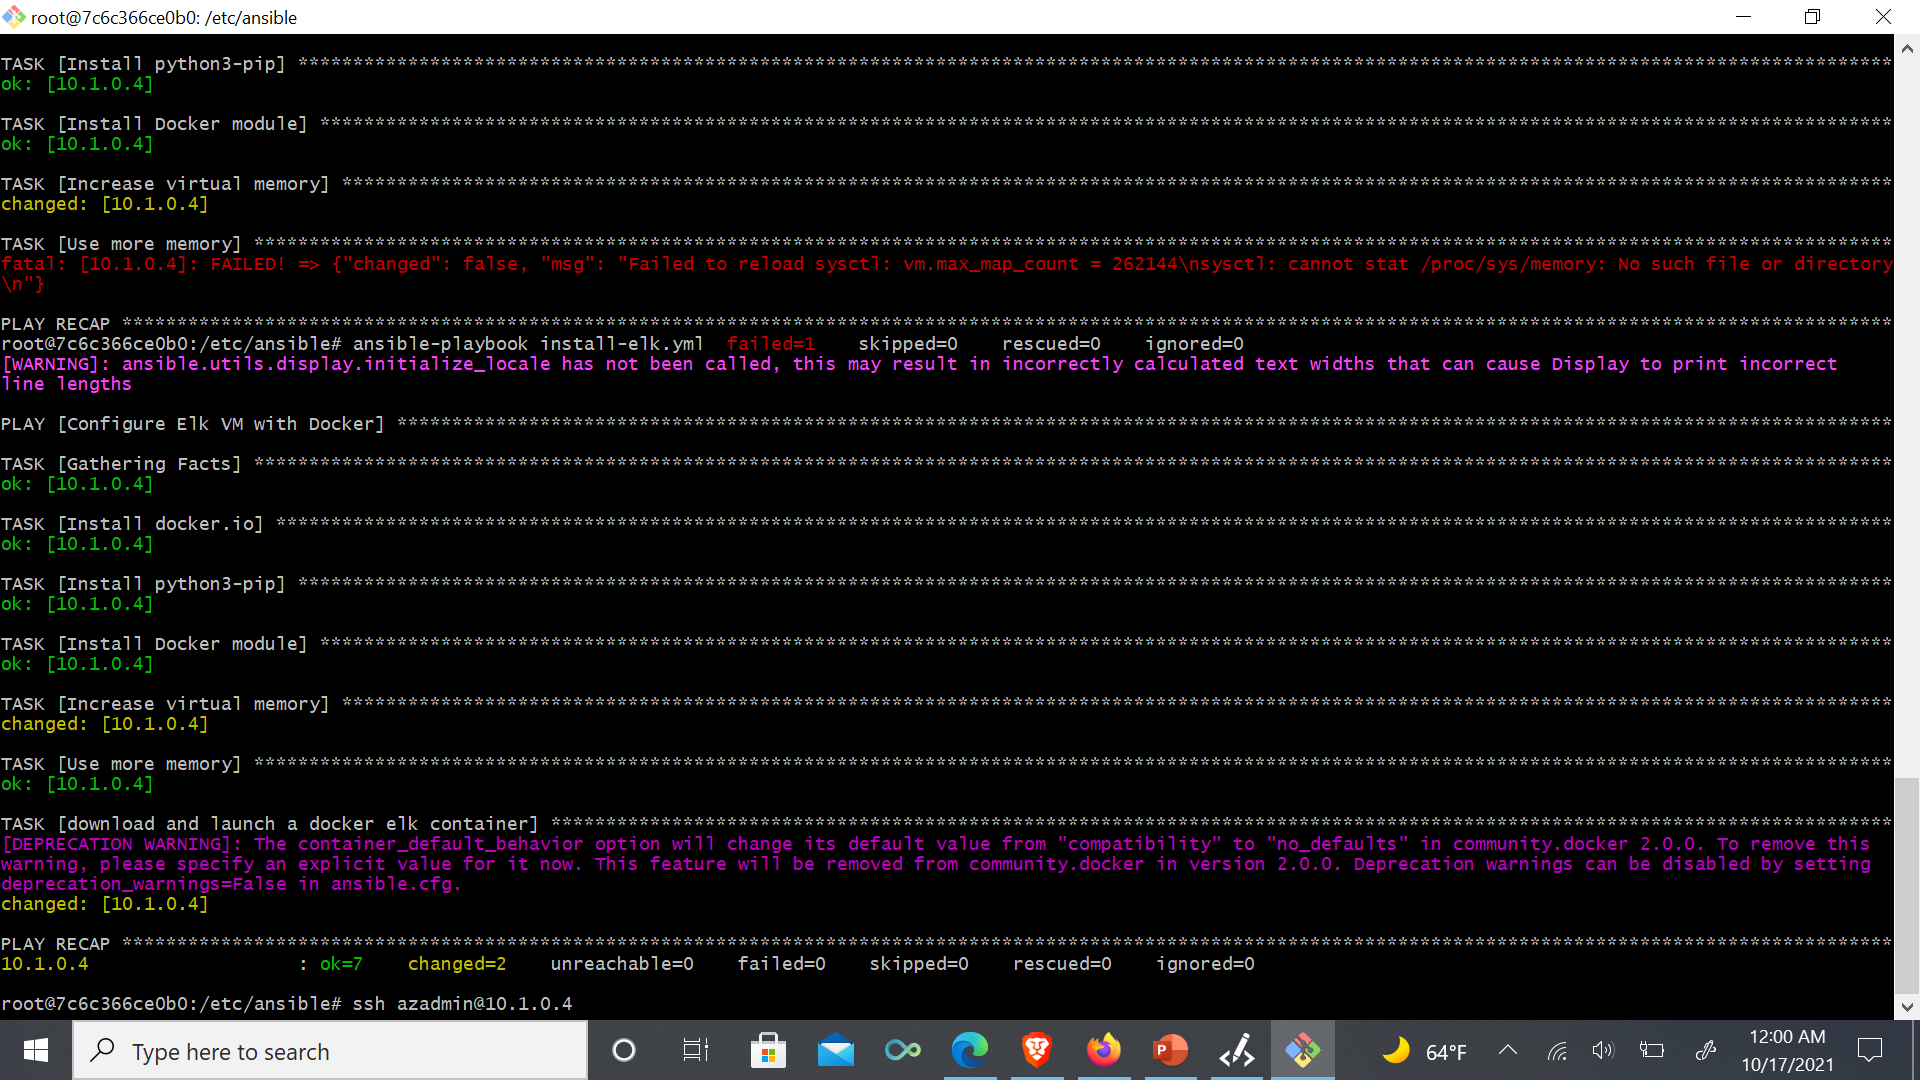 root@7c6c366ce0b0: /etc/ansible
TASK [Install python3-pip] *************************************************************************************************************************************************
ok: [10.1.0.4]
TASK [Install Docker module] ***********************************************************************************************************************************************
ok: [10.1.0.4]
TASK [Increase virtual memory] *********************************************************************************************************************************************
changed: [10.1.0.4]
TASK [Use more memory] *****************************************************************************************************************************************************
fatal: [10.1.0.4]: FAILED! => {"changed": false, "msg": "Failed to reload sysctl: vm.max_map_count = 262144\nsysctl: cannot stat /proc/sys/memory: No such file or directory
\n"}
PLAY RECAP *****************************************************************************************************************************************************************
root@7c6c366ce0b0:/etc/ansible# ansible-playbook install-elk.yml  failed=1    skipped=0    rescued=0    ignored=0
[WARNING]: ansible.utils.display.initialize_locale has not been called, this may result in incorrectly calculated text widths that can cause Display to print incorrect
line lengths
PLAY [Configure Elk VM with Docker] ****************************************************************************************************************************************
TASK [Gathering Facts] *****************************************************************************************************************************************************
ok: [10.1.0.4]
TASK [Install docker.io] ***************************************************************************************************************************************************
ok: [10.1.0.4]
TASK [Install python3-pip] *************************************************************************************************************************************************
ok: [10.1.0.4]
TASK [Install Docker module] ***********************************************************************************************************************************************
ok: [10.1.0.4]
TASK [Increase virtual memory] *********************************************************************************************************************************************
changed: [10.1.0.4]
TASK [Use more memory] *****************************************************************************************************************************************************
ok: [10.1.0.4]
TASK [download and launch a docker elk container] **************************************************************************************************************************
[DEPRECATION WARNING]: The container_default_behavior option will change its default value from "compatibility" to "no_defaults" in community.docker 2.0.0. To remove this
warning, please specify an explicit value for it now. This feature will be removed from community.docker in version 2.0.0. Deprecation warnings can be disabled by setting
deprecation_warnings=False in ansible.cfg.
changed: [10.1.0.4]
PLAY RECAP *****************************************************************************************************************************************************************
10.1.0.4                   : ok=7    changed=2    unreachable=0    failed=0    skipped=0    rescued=0    ignored=0
root@7c6c366ce0b0:/etc/ansible# ssh azadmin@10.1.0.4
Type here to search
P
64°F
12:00 AM
10/17/2021